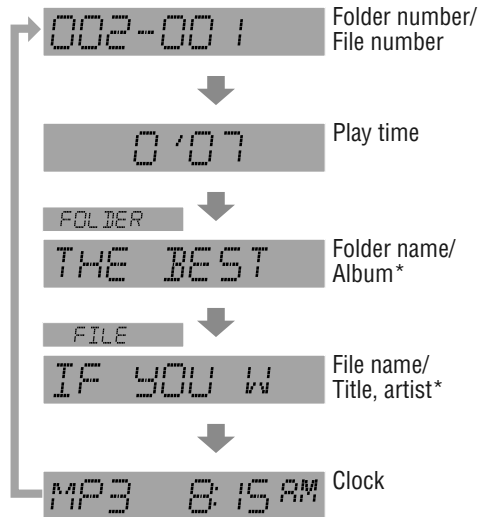 002-001
Folder number/
File number
0'07
Play time
FOLDER
THE BEST
Folder name/
Album*
FILE
IF YOU W
File name/
Title, artist*
MP3 8:15 AM
Clock